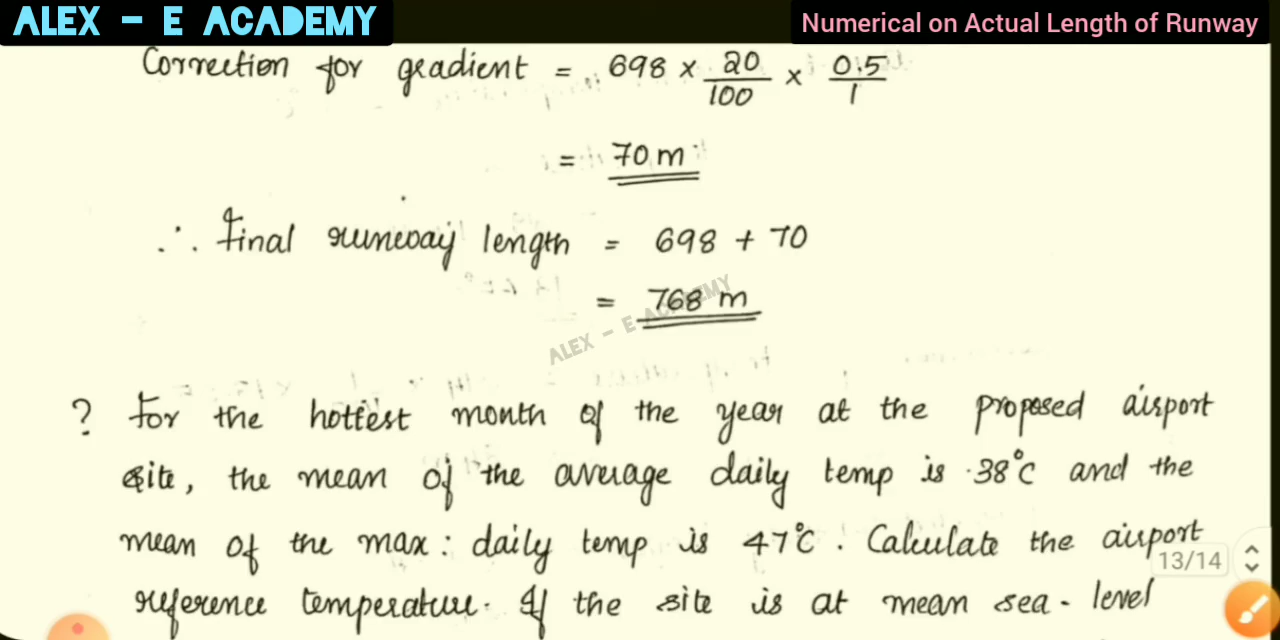 ALEX - E ACADEMY
Numerical on Actual Length of Runway
Correction for gradient = 698 × 20/100 × 0.5/1
= 70 m
∴ Final runway length = 698 + 70
= 768 m
ALEX - E ACADEMY
? For the hottest month of the year at the proposed airport
site, the mean of the average daily temp is 38°C and the
mean of the max: daily temp is 47°C. Calculate the airport
13/14
reference temperature. If the site is at mean sea-level